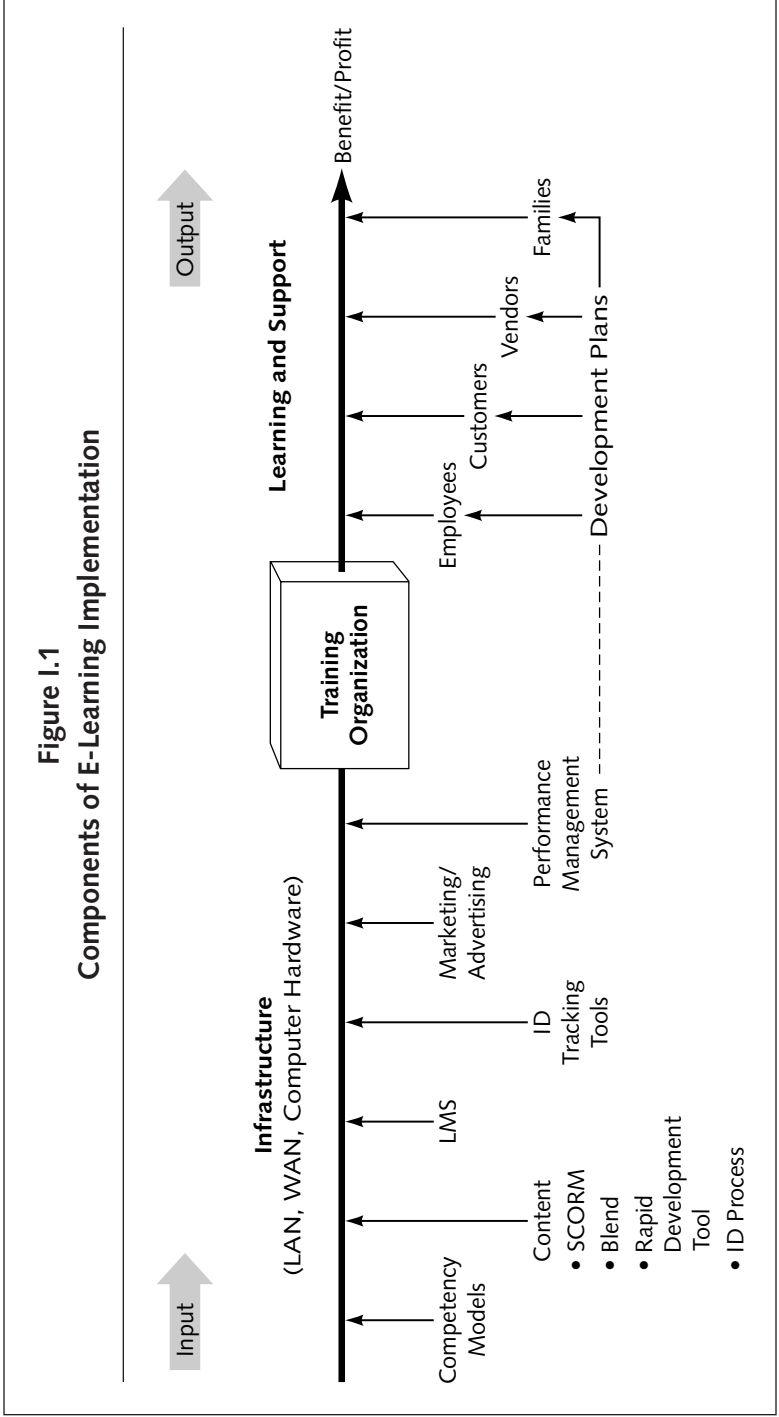 Figure I.1
Components of E-Learning Implementation
Input
Output
Infrastructure
(LAN, WAN, Computer Hardware)
Learning and Support
Training
Organization
Benefit/Profit
Competency
Models
Content
• SCORM
• Blend
• Rapid
Development
Tool
• ID Process
LMS
ID
Tracking
Tools
Marketing/
Advertising
Performance
Management
System
Employees
Customers
Vendors
Families
Development Plans